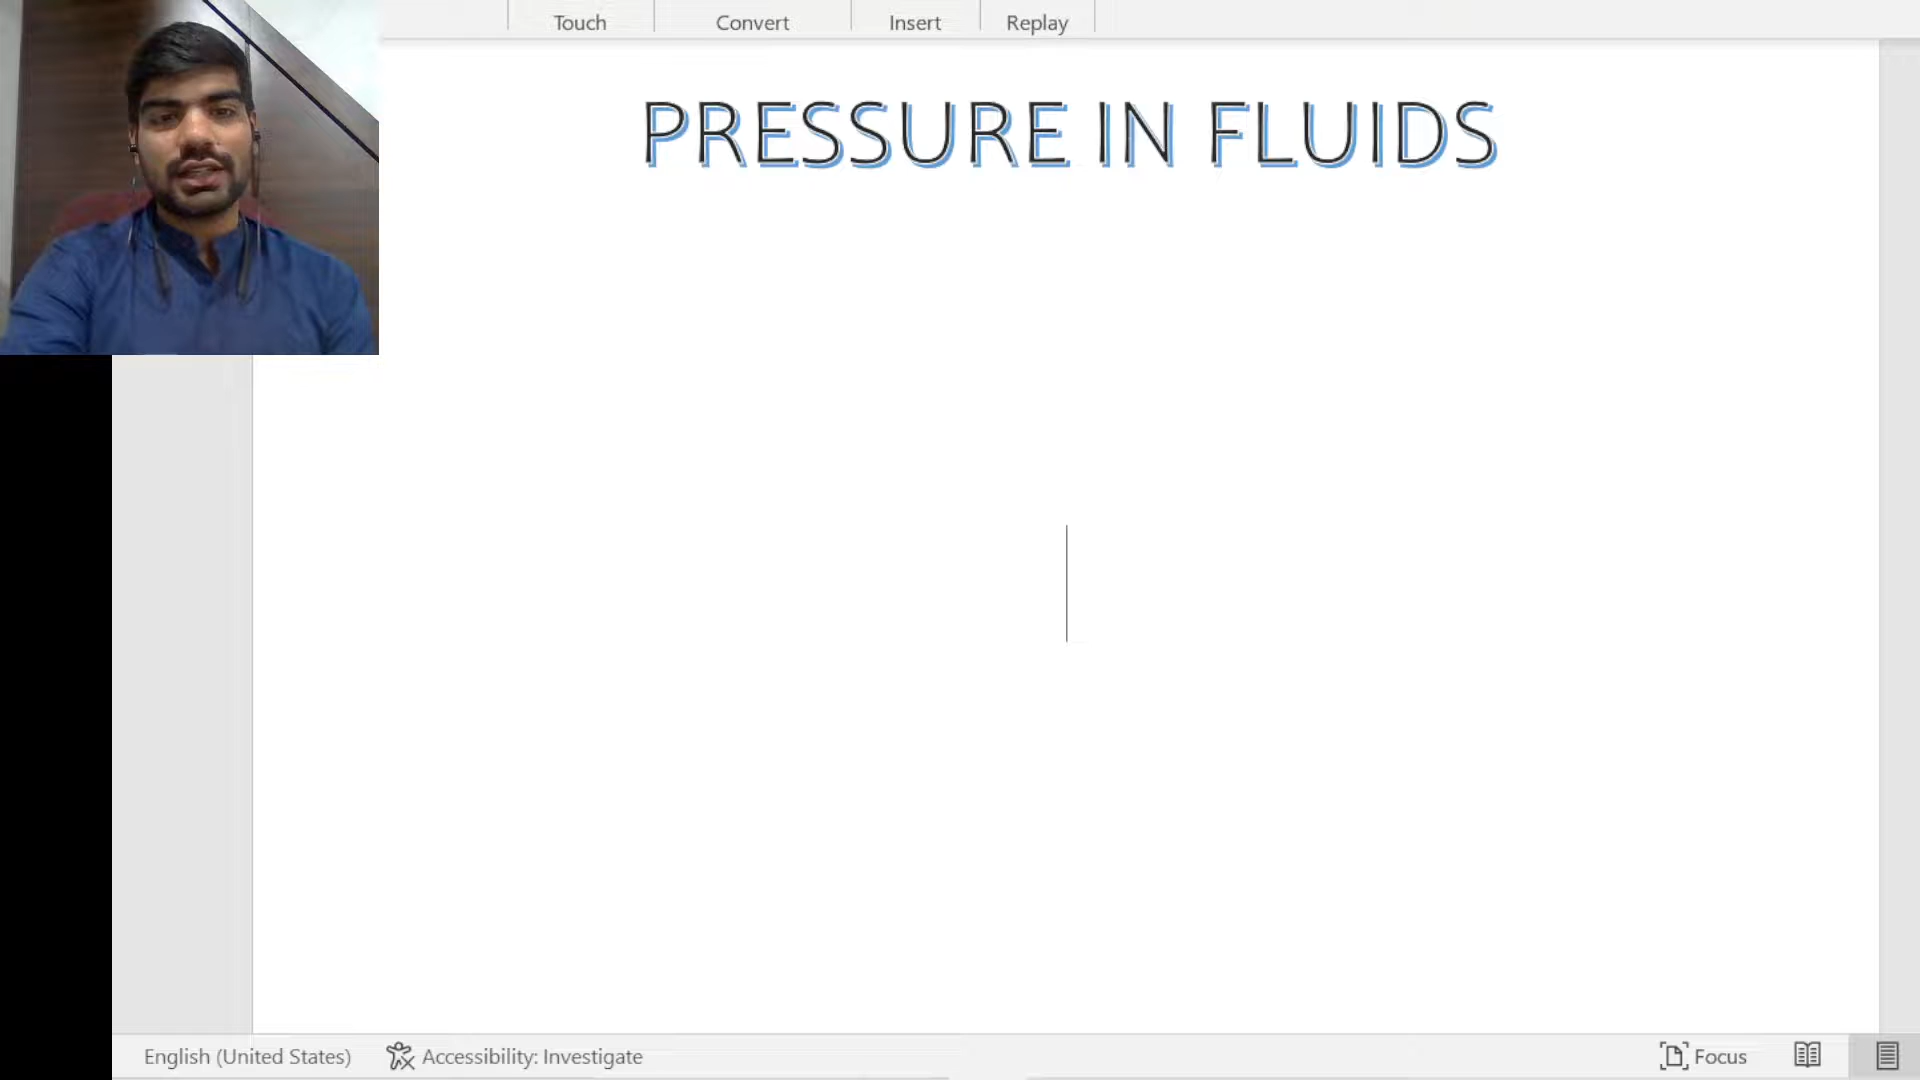 Touch Convert Insert Replay
PRESSURE IN FLUIDS
English (United States) Accessibility: Investigate Focus